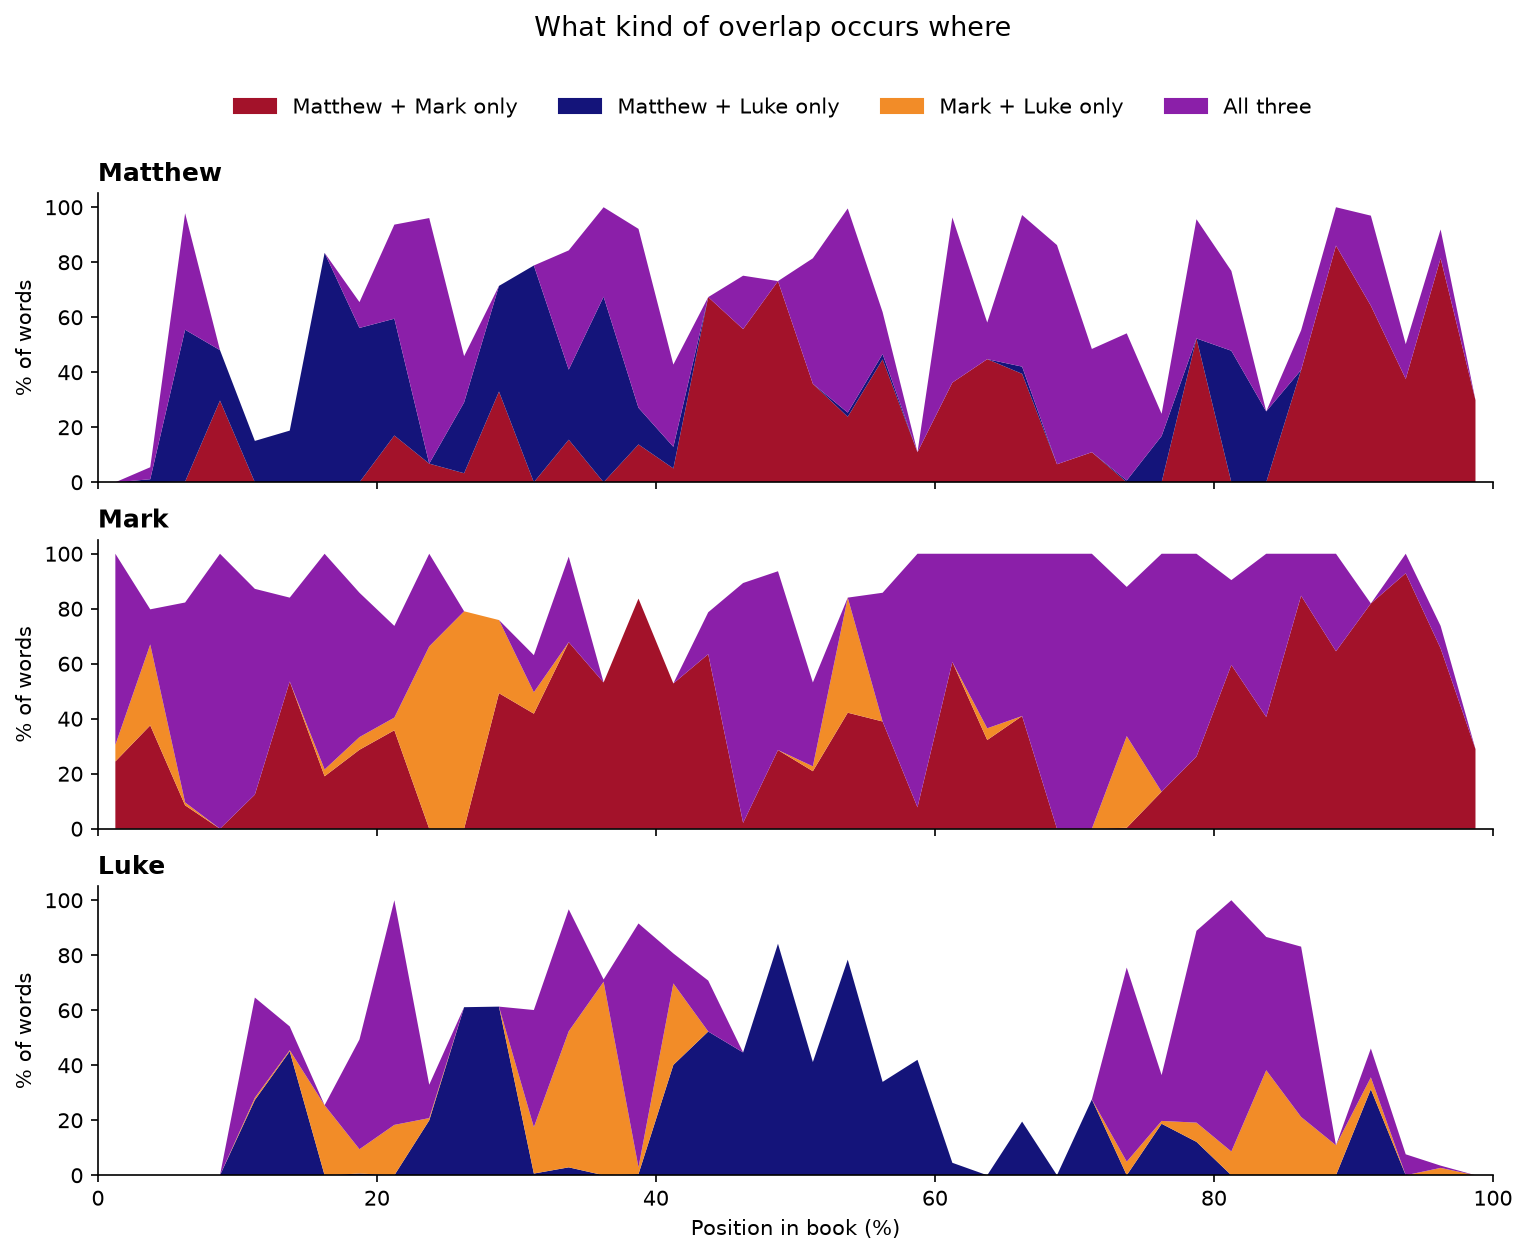 What kind of overlap occurs where
Matthew + Mark only
Matthew + Luke only
Mark + Luke only
All three
Matthew
100
80
60
40
20
0
% of words
Mark
100
80
60
40
20
0
% of words
Luke
100
80
60
40
20
0
% of words
0 20 40 60 80 100
Position in book (%)